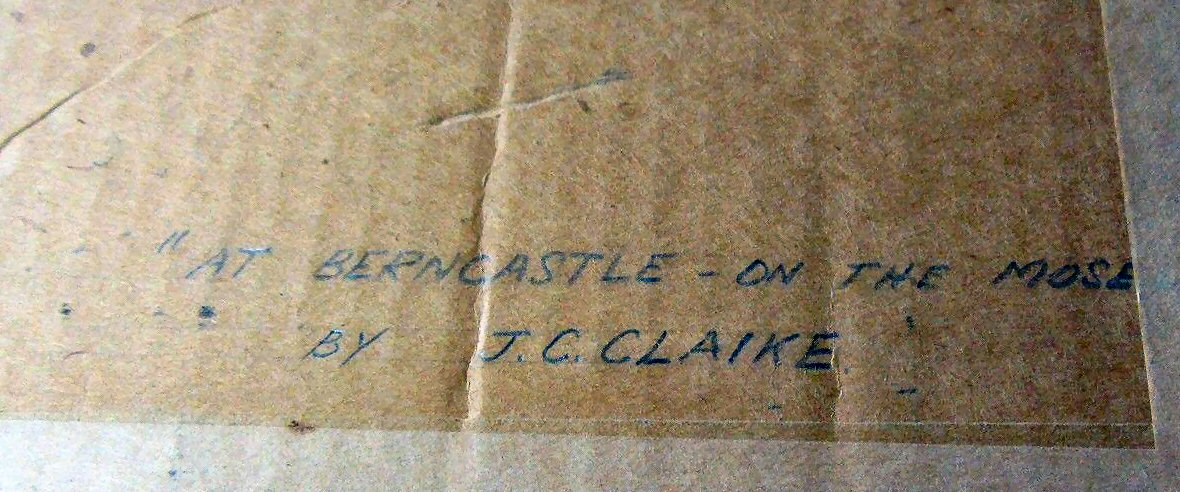 "AT BERNCASTLE - ON THE MOSE
BY J.C. CLAIKE.